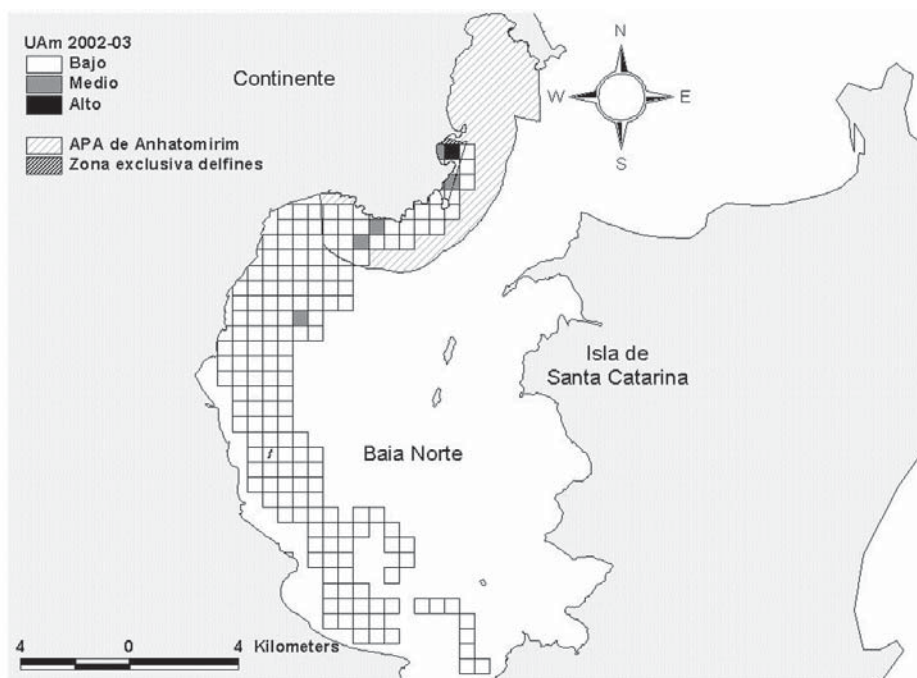 UAm 2002-03
Bajo
Medio
Alto
APA de Anhatomirim
Zona exclusiva delfines
Continente
N
W
E
S
Isla de
Santa Catarina
Baia Norte
4 0 4 Kilometers